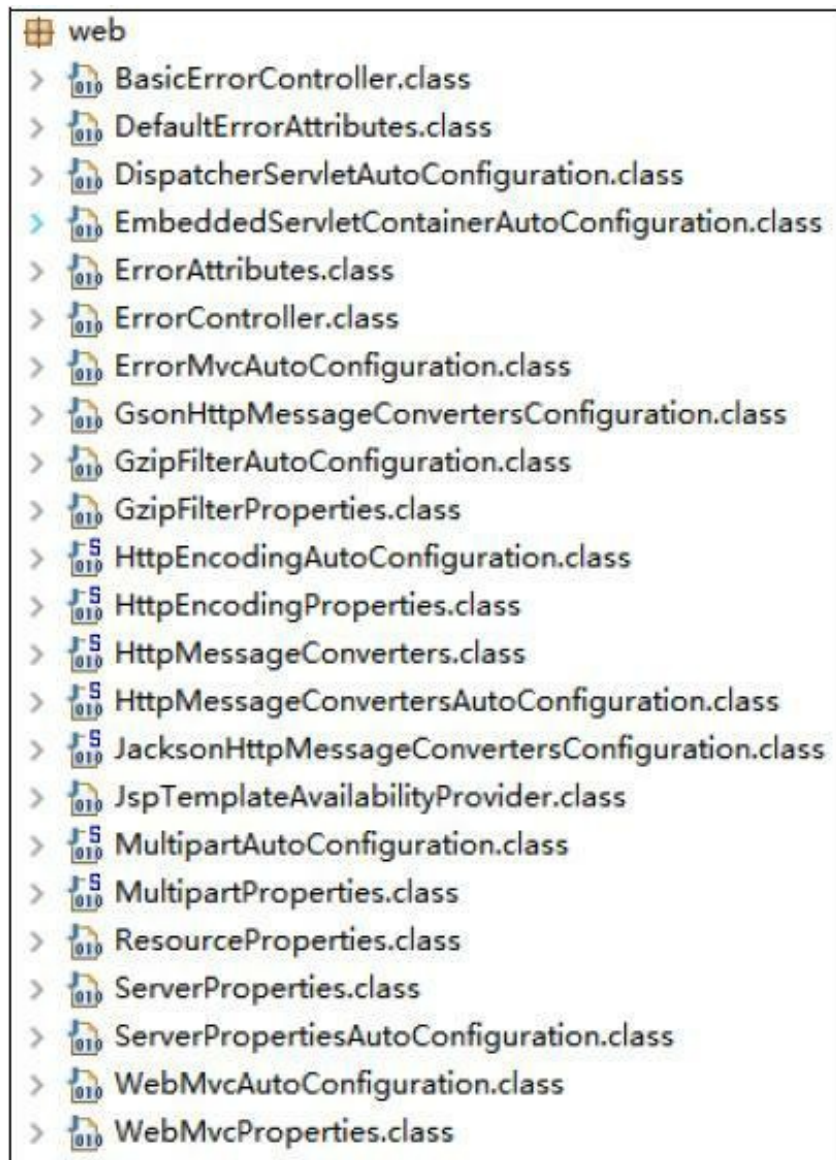 web
BasicErrorController.class
DefaultErrorAttributes.class
DispatcherServletAutoConfiguration.class
EmbeddedServletContainerAutoConfiguration.class
ErrorAttributes.class
ErrorController.class
ErrorMvcAutoConfiguration.class
GsonHttpMessageConvertersConfiguration.class
GzipFilterAutoConfiguration.class
GzipFilterProperties.class
HttpEncodingAutoConfiguration.class
HttpEncodingProperties.class
HttpMessageConverters.class
HttpMessageConvertersAutoConfiguration.class
JacksonHttpMessageConvertersConfiguration.class
JspTemplateAvailabilityProvider.class
MultipartAutoConfiguration.class
MultipartProperties.class
ResourceProperties.class
ServerProperties.class
ServerPropertiesAutoConfiguration.class
WebMvcAutoConfiguration.class
WebMvcProperties.class